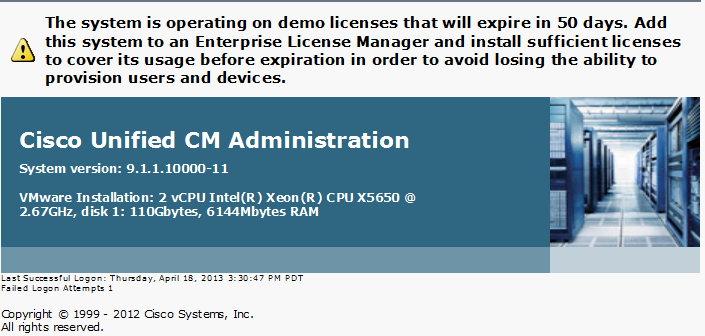 The system is operating on demo licenses that will expire in 50 days. Add
this system to an Enterprise License Manager and install sufficient licenses
to cover its usage before expiration in order to avoid losing the ability to
provision users and devices.
Cisco Unified CM Administration
System version: 9.1.1.10000-11
VMware Installation: 2 vCPU Intel(R) Xeon(R) CPU X5650 @
2.67GHz, disk 1: 110Gbytes, 6144Mbytes RAM
Last Successful Logon: Thursday, April 18, 2013 3:30:47 PM PDT
Failed Logon Attempts 1
Copyright © 1999 - 2012 Cisco Systems, Inc.
All rights reserved.